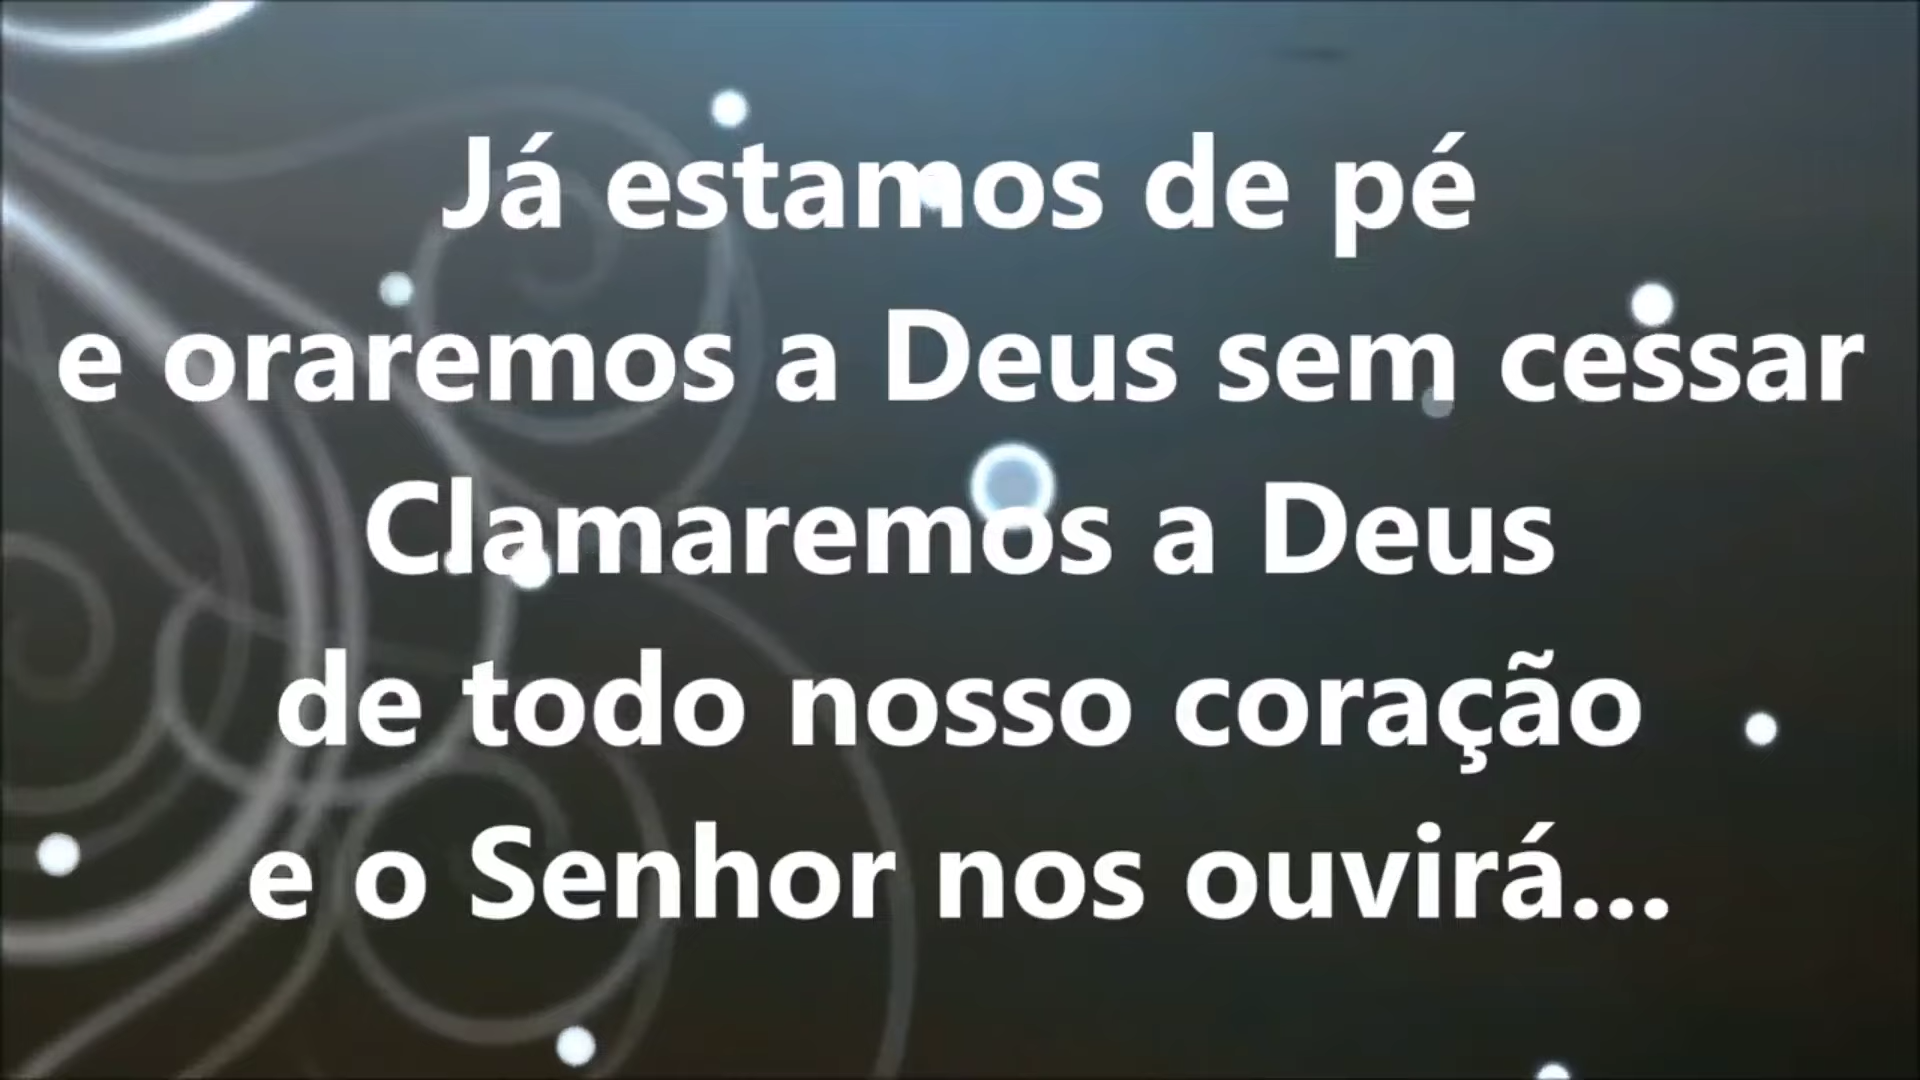 Já estamos de pé
e oraremos a Deus sem cessar
Clamaremos a Deus
de todo nosso coração
e o Senhor nos ouvirá...